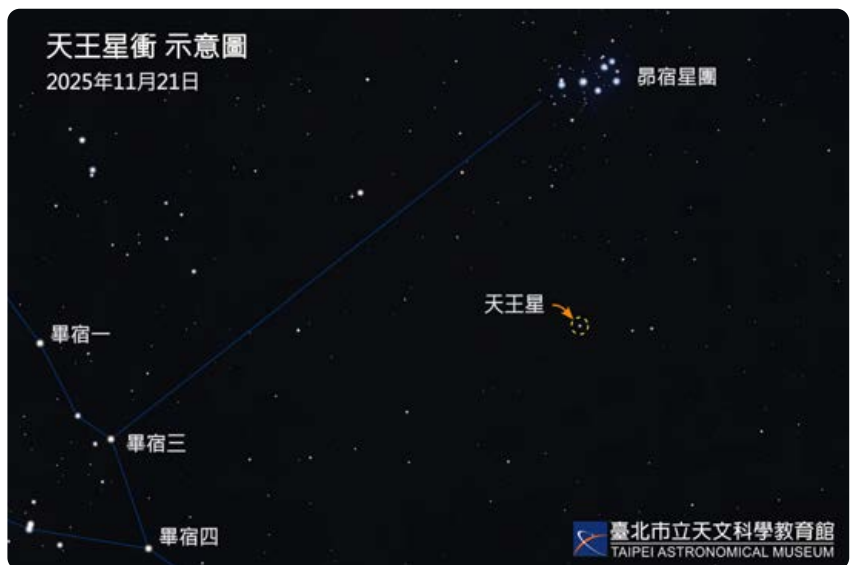 天王星衝 示意圖
2025年11月21日
昴宿星團
天王星
畢宿一
畢宿三
畢宿四
臺北市立天文科學教育館
TAIPEI ASTRONOMICAL MUSEUM